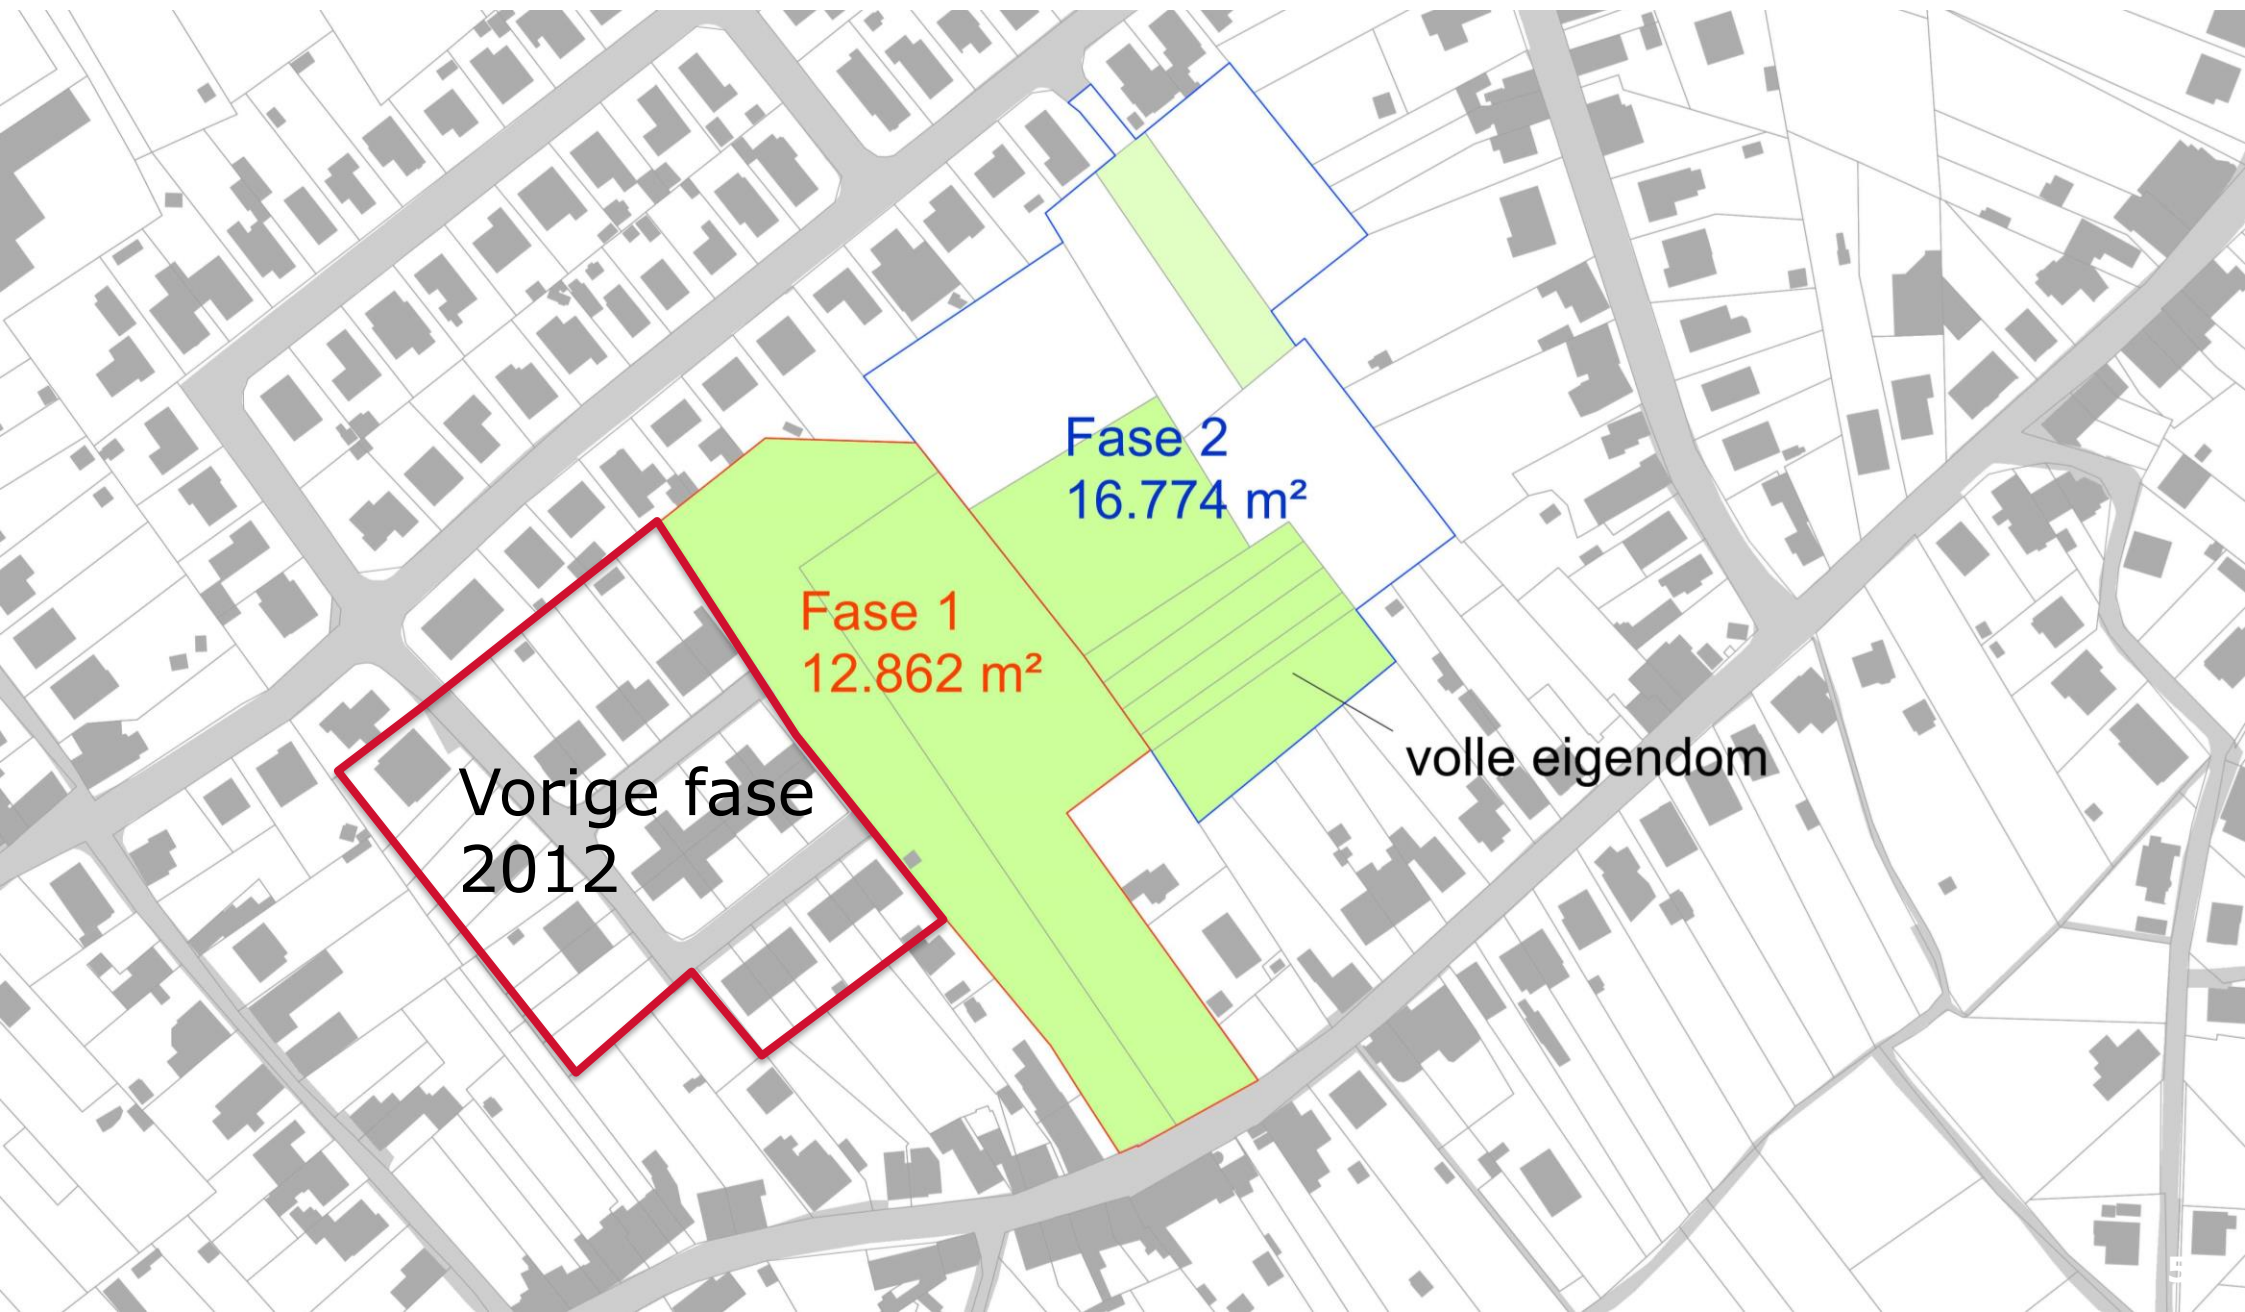 Fase 2
16.774 m²
Fase 1
12.862 m²
volle eigendom
Vorige fase
2012